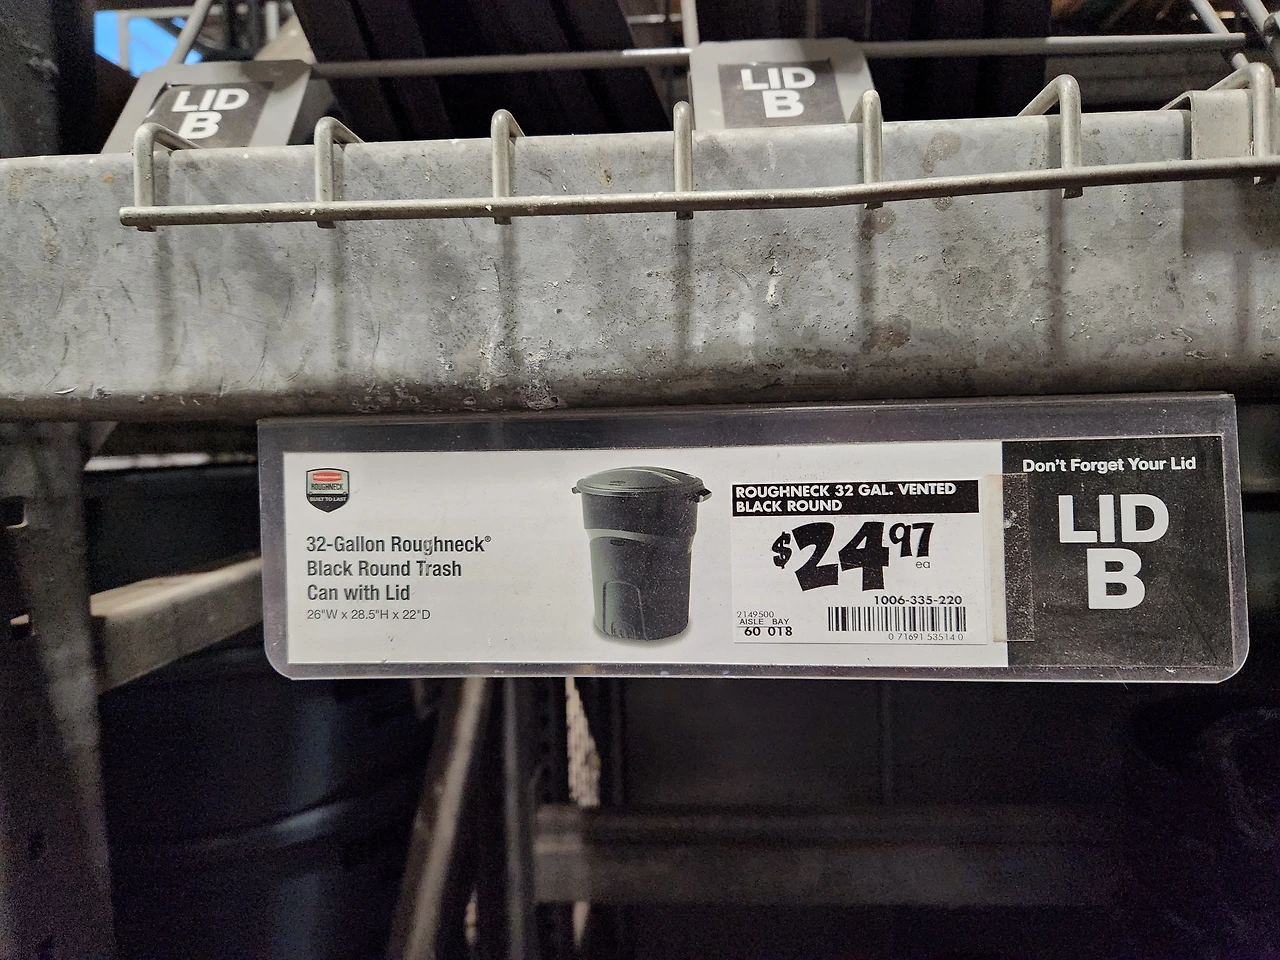 LID
B
LID
B
ROUGHNECK
BUILT TO LAST
32-Gallon Roughneck®
Black Round Trash
Can with Lid
26"W x 28.5"H x 22"D
ROUGHNECK 32 GAL. VENTED
BLACK ROUND
$24.97
ea
1006-335-220
2149500
AISLE BAY
60 018
0 71691 53514 0
Don't Forget Your Lid
LID
B